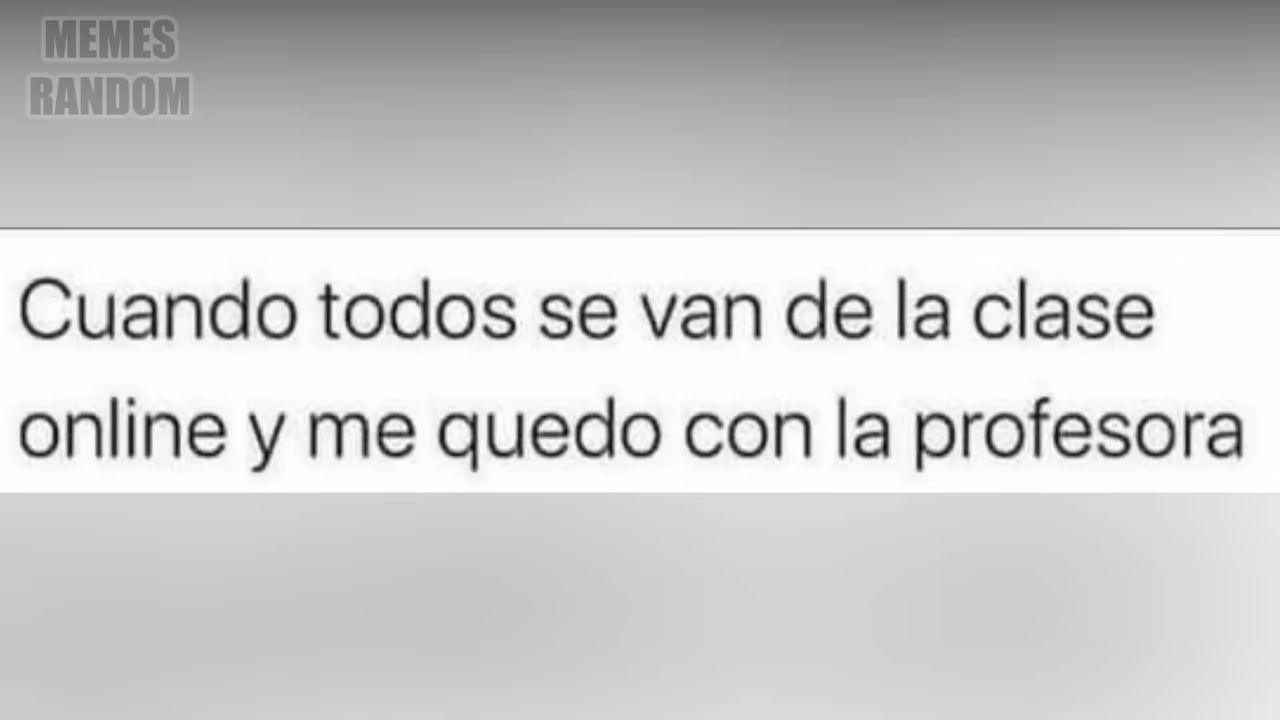 MEMES
RANDOM
Cuando todos se van de la clase
online y me quedo con la profesora